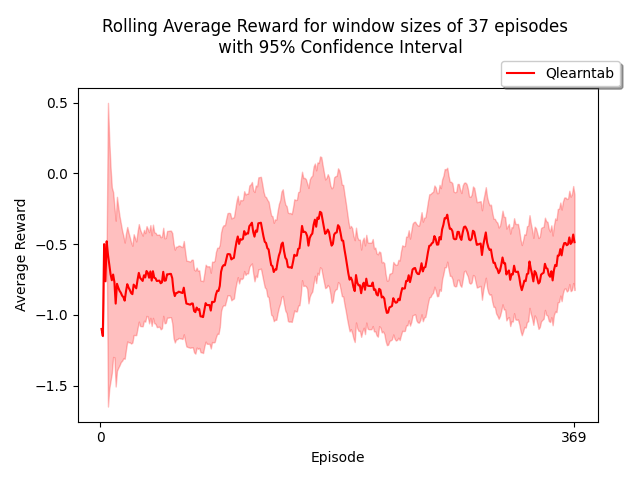 Rolling Average Reward for window sizes of 37 episodes
with 95% Confidence Interval
Qlearntab
0.5
0.0
−0.5
−1.0
−1.5
Average Reward
0
369
Episode